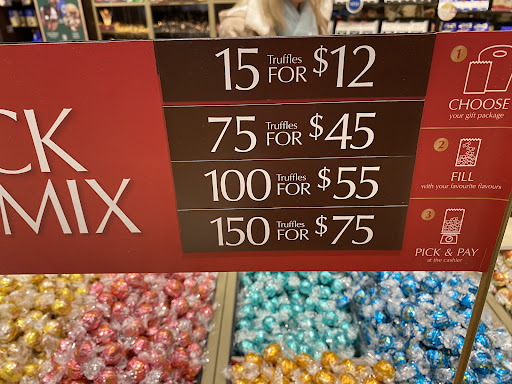 15 Truffles FOR $12
75 Truffles FOR $45
100 Truffles FOR $55
150 Truffles FOR $75
CK
MIX
1
CHOOSE
your gift package
2
FILL
with your favourite flavours
3
PICK & PAY
at the cashier